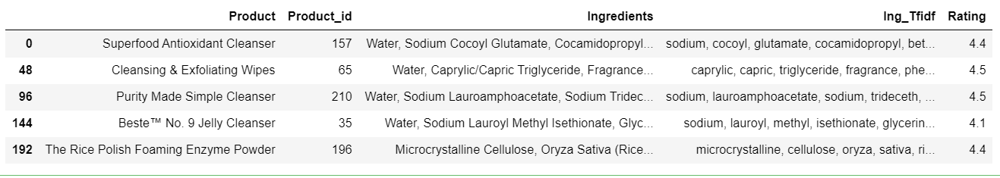 Product Product_id Ingredients Ing_Tfidf Rating
0 Superfood Antioxidant Cleanser 157 Water, Sodium Cocoyl Glutamate, Cocamidopropyl... sodium, cocoyl, glutamate, cocamidopropyl, bet... 4.4
48 Cleansing & Exfoliating Wipes 65 Water, Caprylic/Capric Triglyceride, Fragrance... caprylic, capric, triglyceride, fragrance, phe... 4.5
96 Purity Made Simple Cleanser 210 Water, Sodium Lauroamphoacetate, Sodium Tridec... sodium, lauroamphoacetate, sodium, trideceth, ... 4.5
144 Beste™ No. 9 Jelly Cleanser 35 Water, Sodium Lauroyl Methyl Isethionate, Glyc... sodium, lauroyl, methyl, isethionate, glycerin... 4.1
192 The Rice Polish Foaming Enzyme Powder 196 Microcrystalline Cellulose, Oryza Sativa (Rice... microcrystalline, cellulose, oryza, sativa, ri... 4.4